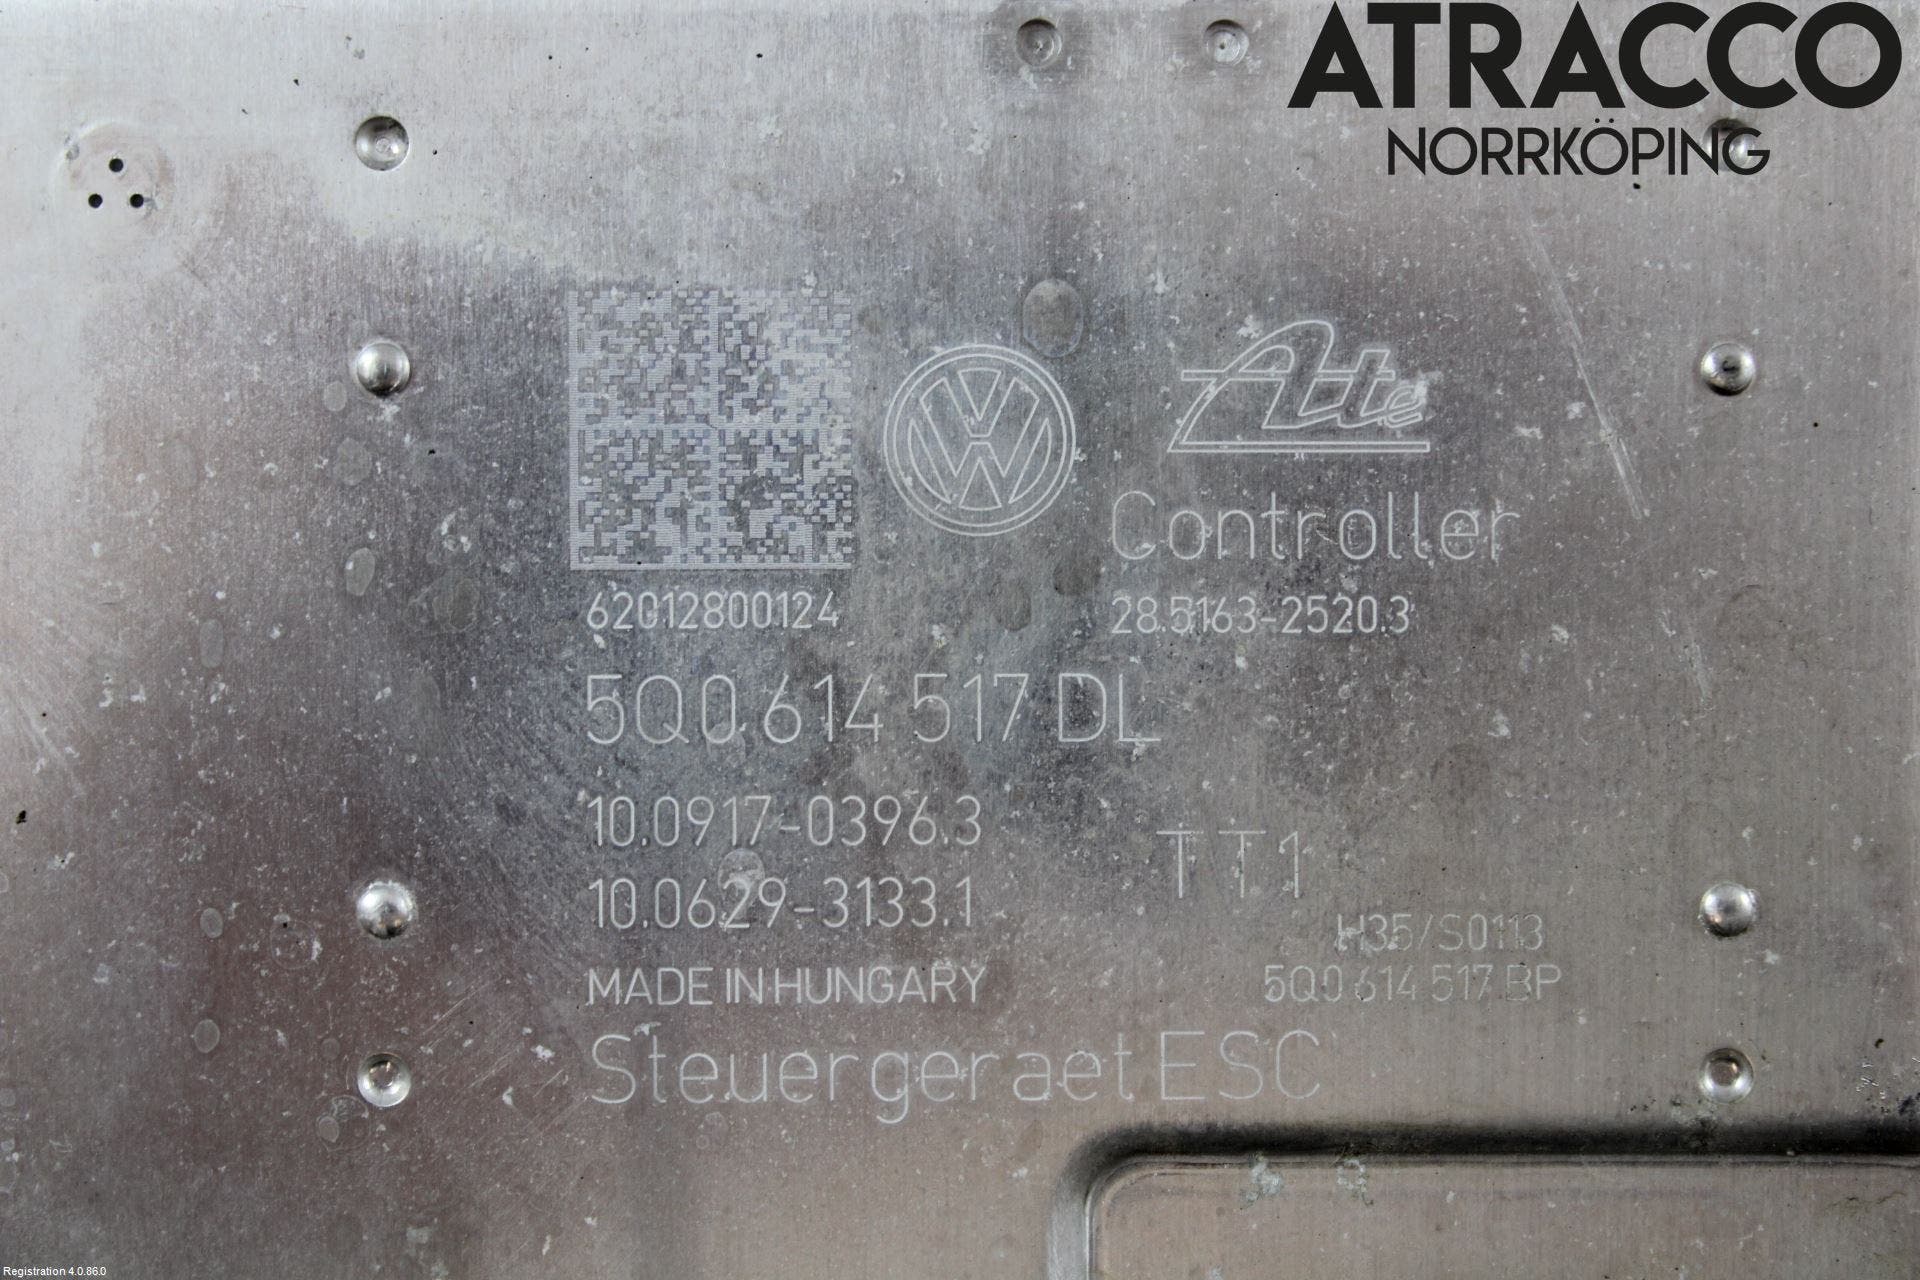 ATRACCO
NORRKÖPING
Ate
Controller
62012800124
28.5163-2520.3
5Q0.614 517 DL
10.0917-0396.3
TT1
10.0629-3133.1
H35/S0113
MADE IN HUNGARY
5Q0 614 517 BP
Steuergeraet ESC
Registration 4.0.86.0